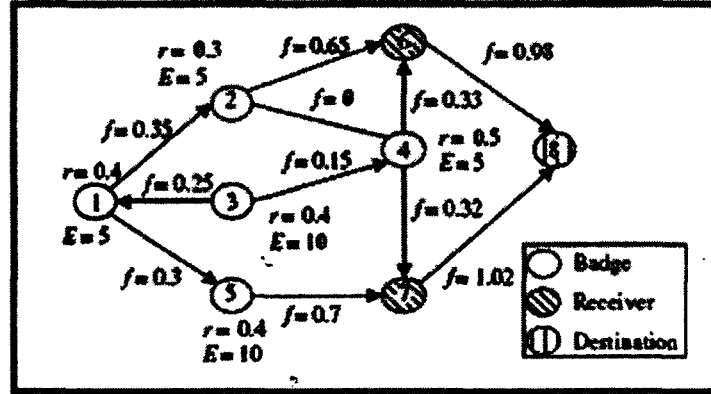 r = 0.3
E = 5
f = 0.65
6
f = 0.98
2
f = 0
f = 0.33
f = 0.35
4
r = 0.5
E = 5
8
r = 0.4
f = 0.25
f = 0.15
1
3
E = 5
r = 0.4
E = 10
f = 0.32
f = 0.3
5
f = 0.7
7
f = 1.02
r = 0.4
E = 10
Badge
Receiver
Destination